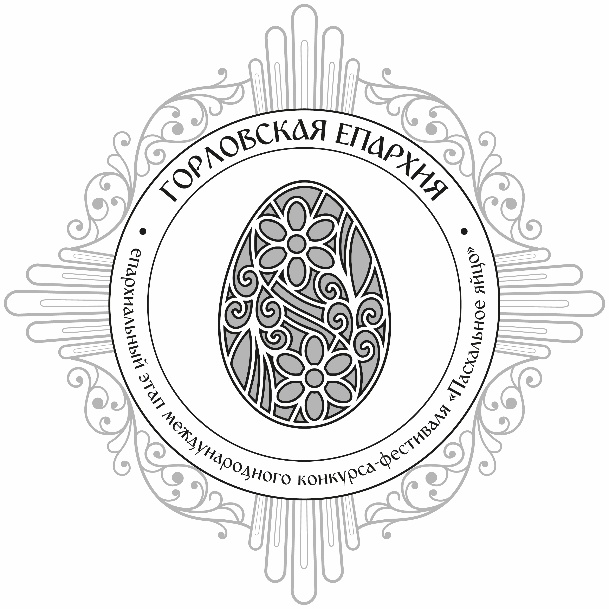 ГОРЛОВСКАЯ ЕПАРХИЯ
епархиальный этап международного конкурса-фестиваля «Пасхальное яйцо»